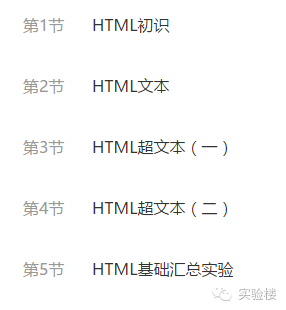 第1节 HTML初识
第2节 HTML文本
第3节 HTML超文本（一）
第4节 HTML超文本（二）
第5节 HTML基础汇总实验
实验楼